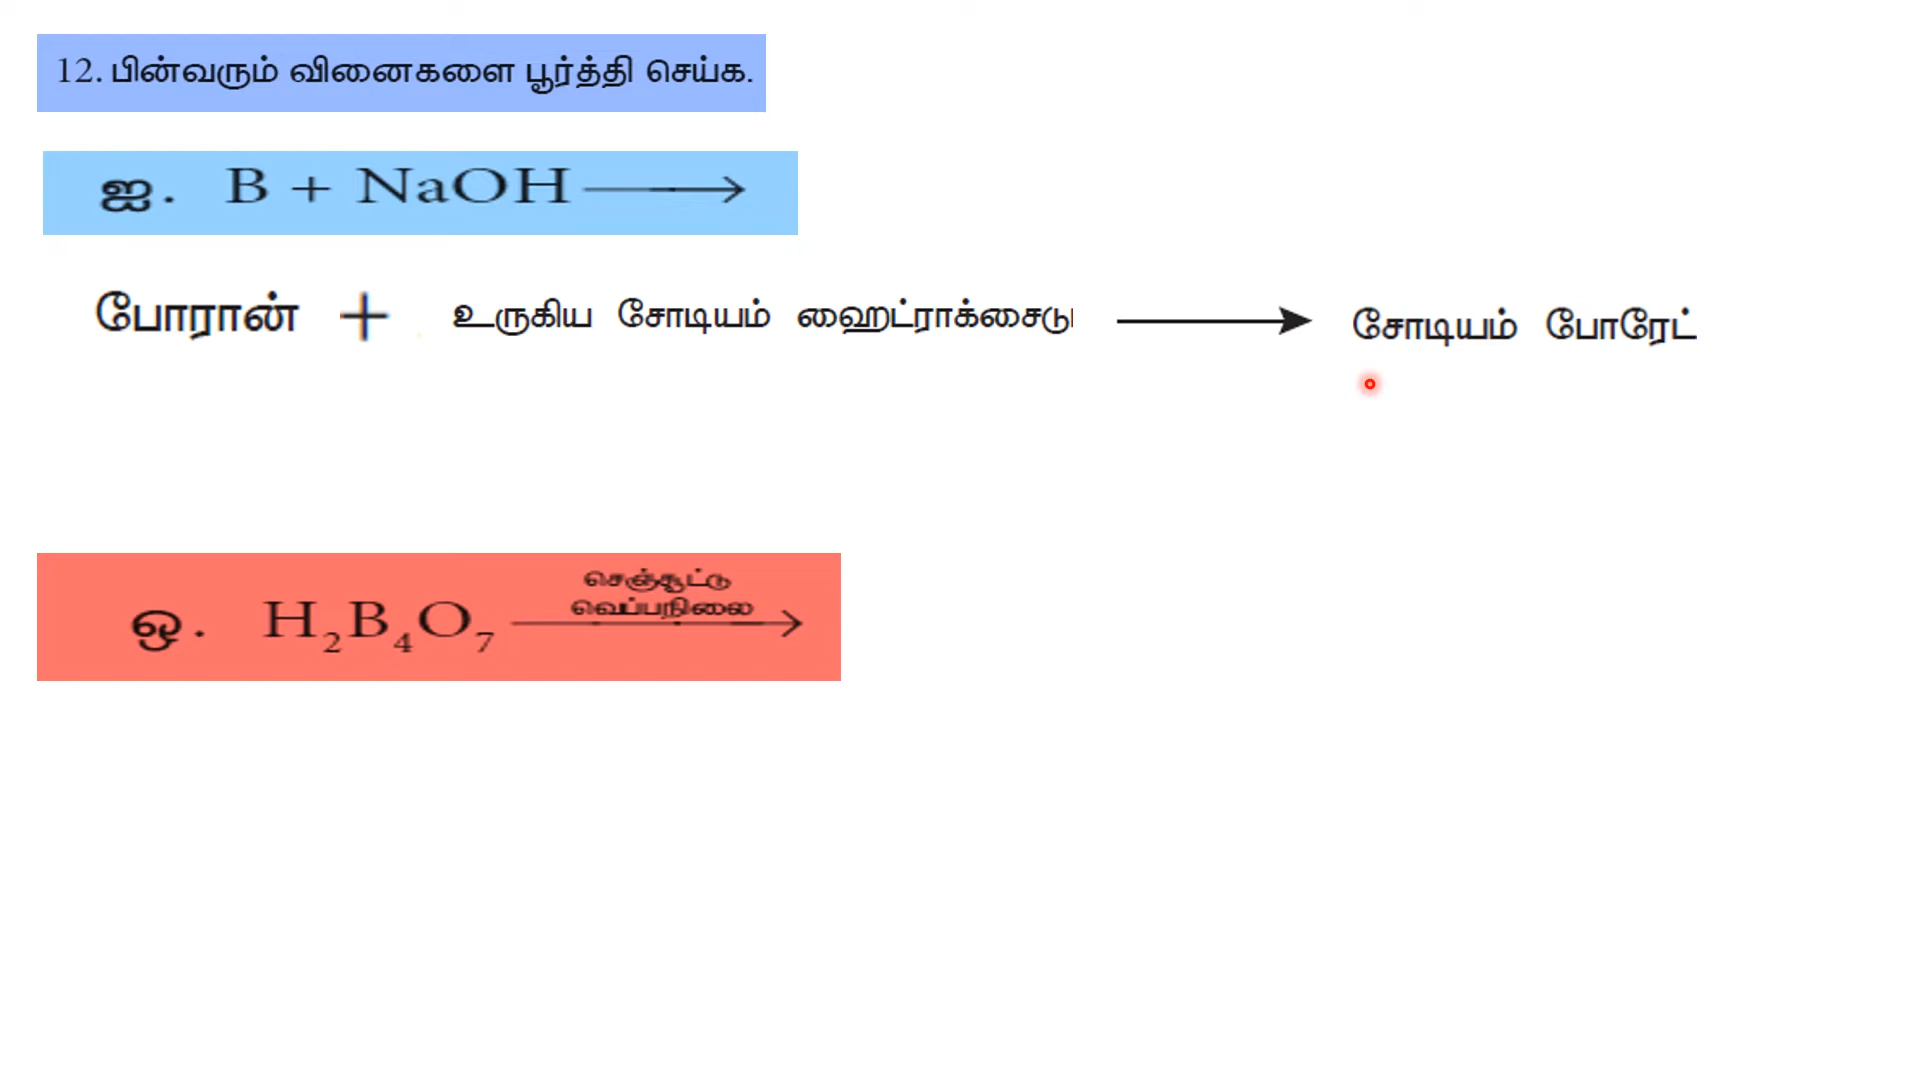 12. பின்வரும் வினைகளை பூர்த்தி செய்க.
ஐ. B + NaOH ⟶
போரான் + உருகிய சோடியம் ஹைட்ராக்சைடு ⟶ சோடியம் போரேட்
செஞ்சூட்டு
வெப்பநிலை
ஒ. H₂B₄O₇ ⟶